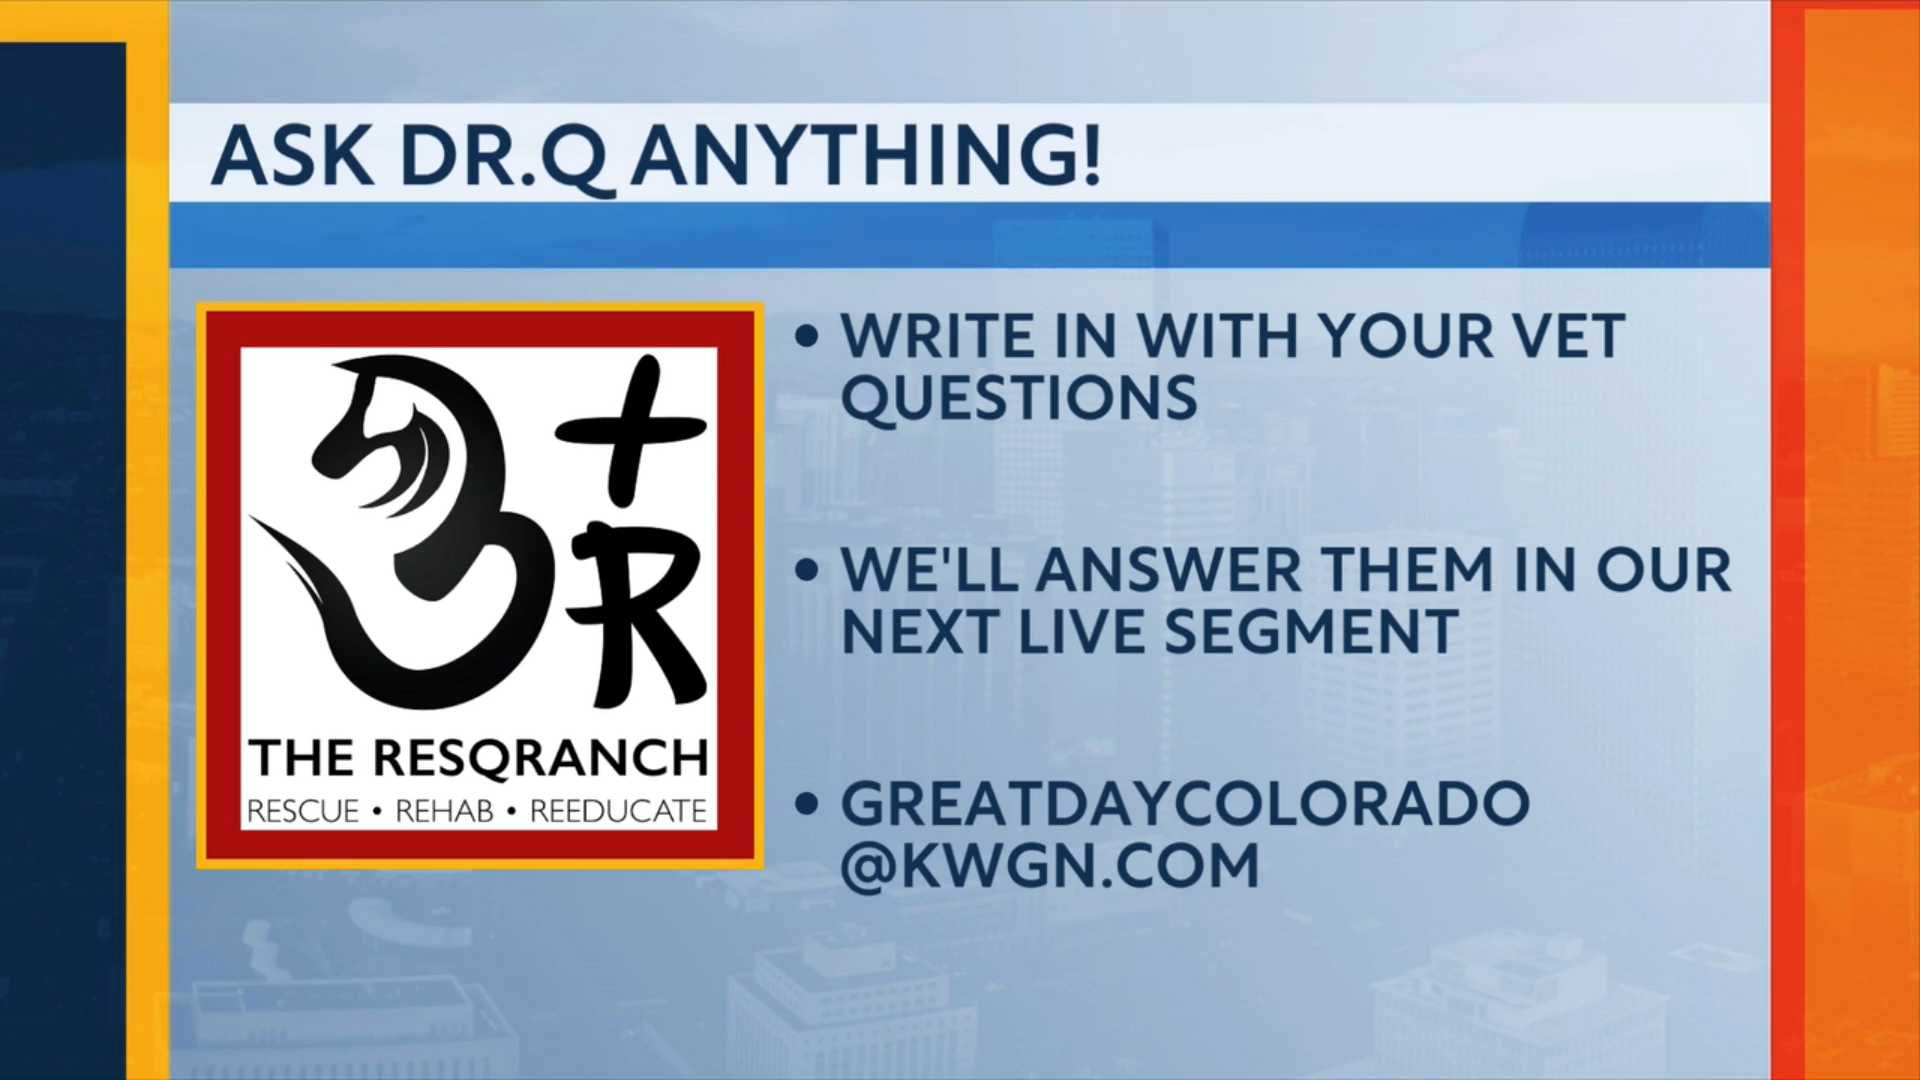 ASK DR.Q ANYTHING!
+
R
THE RESQRANCH
RESCUE • REHAB • REEDUCATE
• WRITE IN WITH YOUR VET
QUESTIONS
• WE'LL ANSWER THEM IN OUR
NEXT LIVE SEGMENT
• GREATDAYCOLORADO
@KWGN.COM